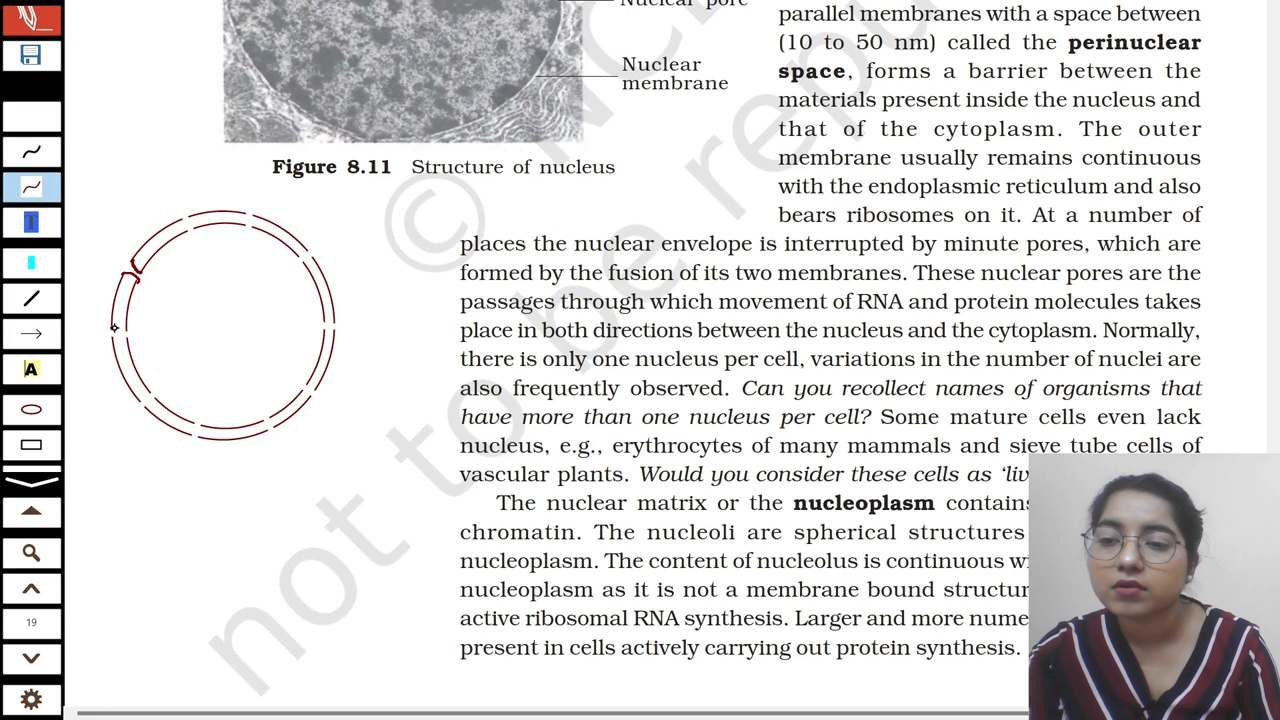 Nuclear pore
Nuclear
membrane
Figure 8.11 Structure of nucleus
parallel membranes with a space between
(10 to 50 nm) called the perinuclear
space, forms a barrier between the
materials present inside the nucleus and
that of the cytoplasm. The outer
membrane usually remains continuous
with the endoplasmic reticulum and also
bears ribosomes on it. At a number of
places the nuclear envelope is interrupted by minute pores, which are
formed by the fusion of its two membranes. These nuclear pores are the
passages through which movement of RNA and protein molecules takes
place in both directions between the nucleus and the cytoplasm. Normally,
there is only one nucleus per cell, variations in the number of nuclei are
also frequently observed. Can you recollect names of organisms that
have more than one nucleus per cell? Some mature cells even lack
nucleus, e.g., erythrocytes of many mammals and sieve tube cells of
vascular plants. Would you consider these cells as
The nuclear matrix or the nucleoplasm contains
chromatin. The nucleoli are spherical structures
nucleoplasm. The content of nucleolus is continuous
nucleoplasm as it is not a membrane bound
active ribosomal RNA synthesis. Larger and more
present in cells actively carrying out protein synthesis.
not to be
©
T
A
19